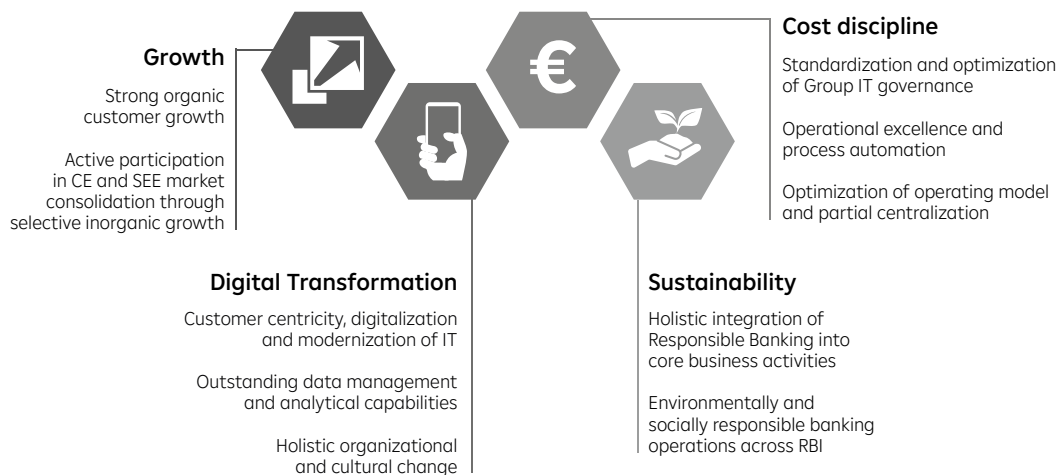 Growth
Strong organic
customer growth
Active participation
in CE and SEE market
consolidation through
selective inorganic growth
€
Cost discipline
Standardization and optimization
of Group IT governance
Operational excellence and
process automation
Optimization of operating model
and partial centralization
Digital Transformation
Customer centricity, digitalization
and modernization of IT
Outstanding data management
and analytical capabilities
Holistic organizational
and cultural change
Sustainability
Holistic integration of
Responsible Banking into
core business activities
Environmentally and
socially responsible banking
operations across RBI